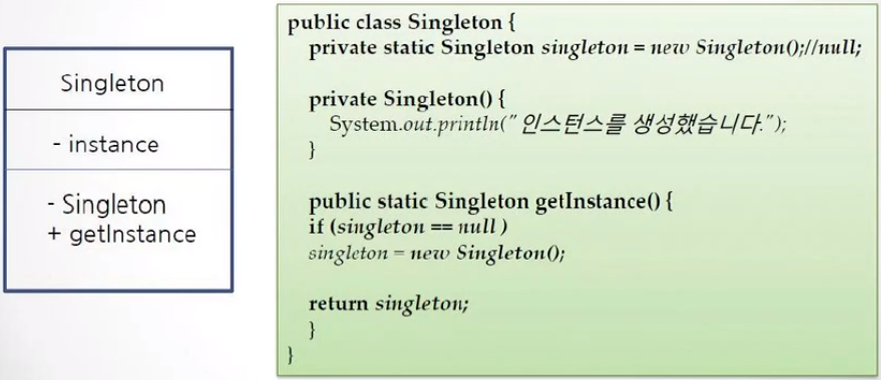 Singleton
- instance
- Singleton
+ getInstance
public class Singleton {
private static Singleton singleton = new Singleton();//null;
private Singleton() {
System.out.println("인스턴스를 생성했습니다.");
}
public static Singleton getInstance() {
if (singleton == null )
singleton = new Singleton();
return singleton;
}
}